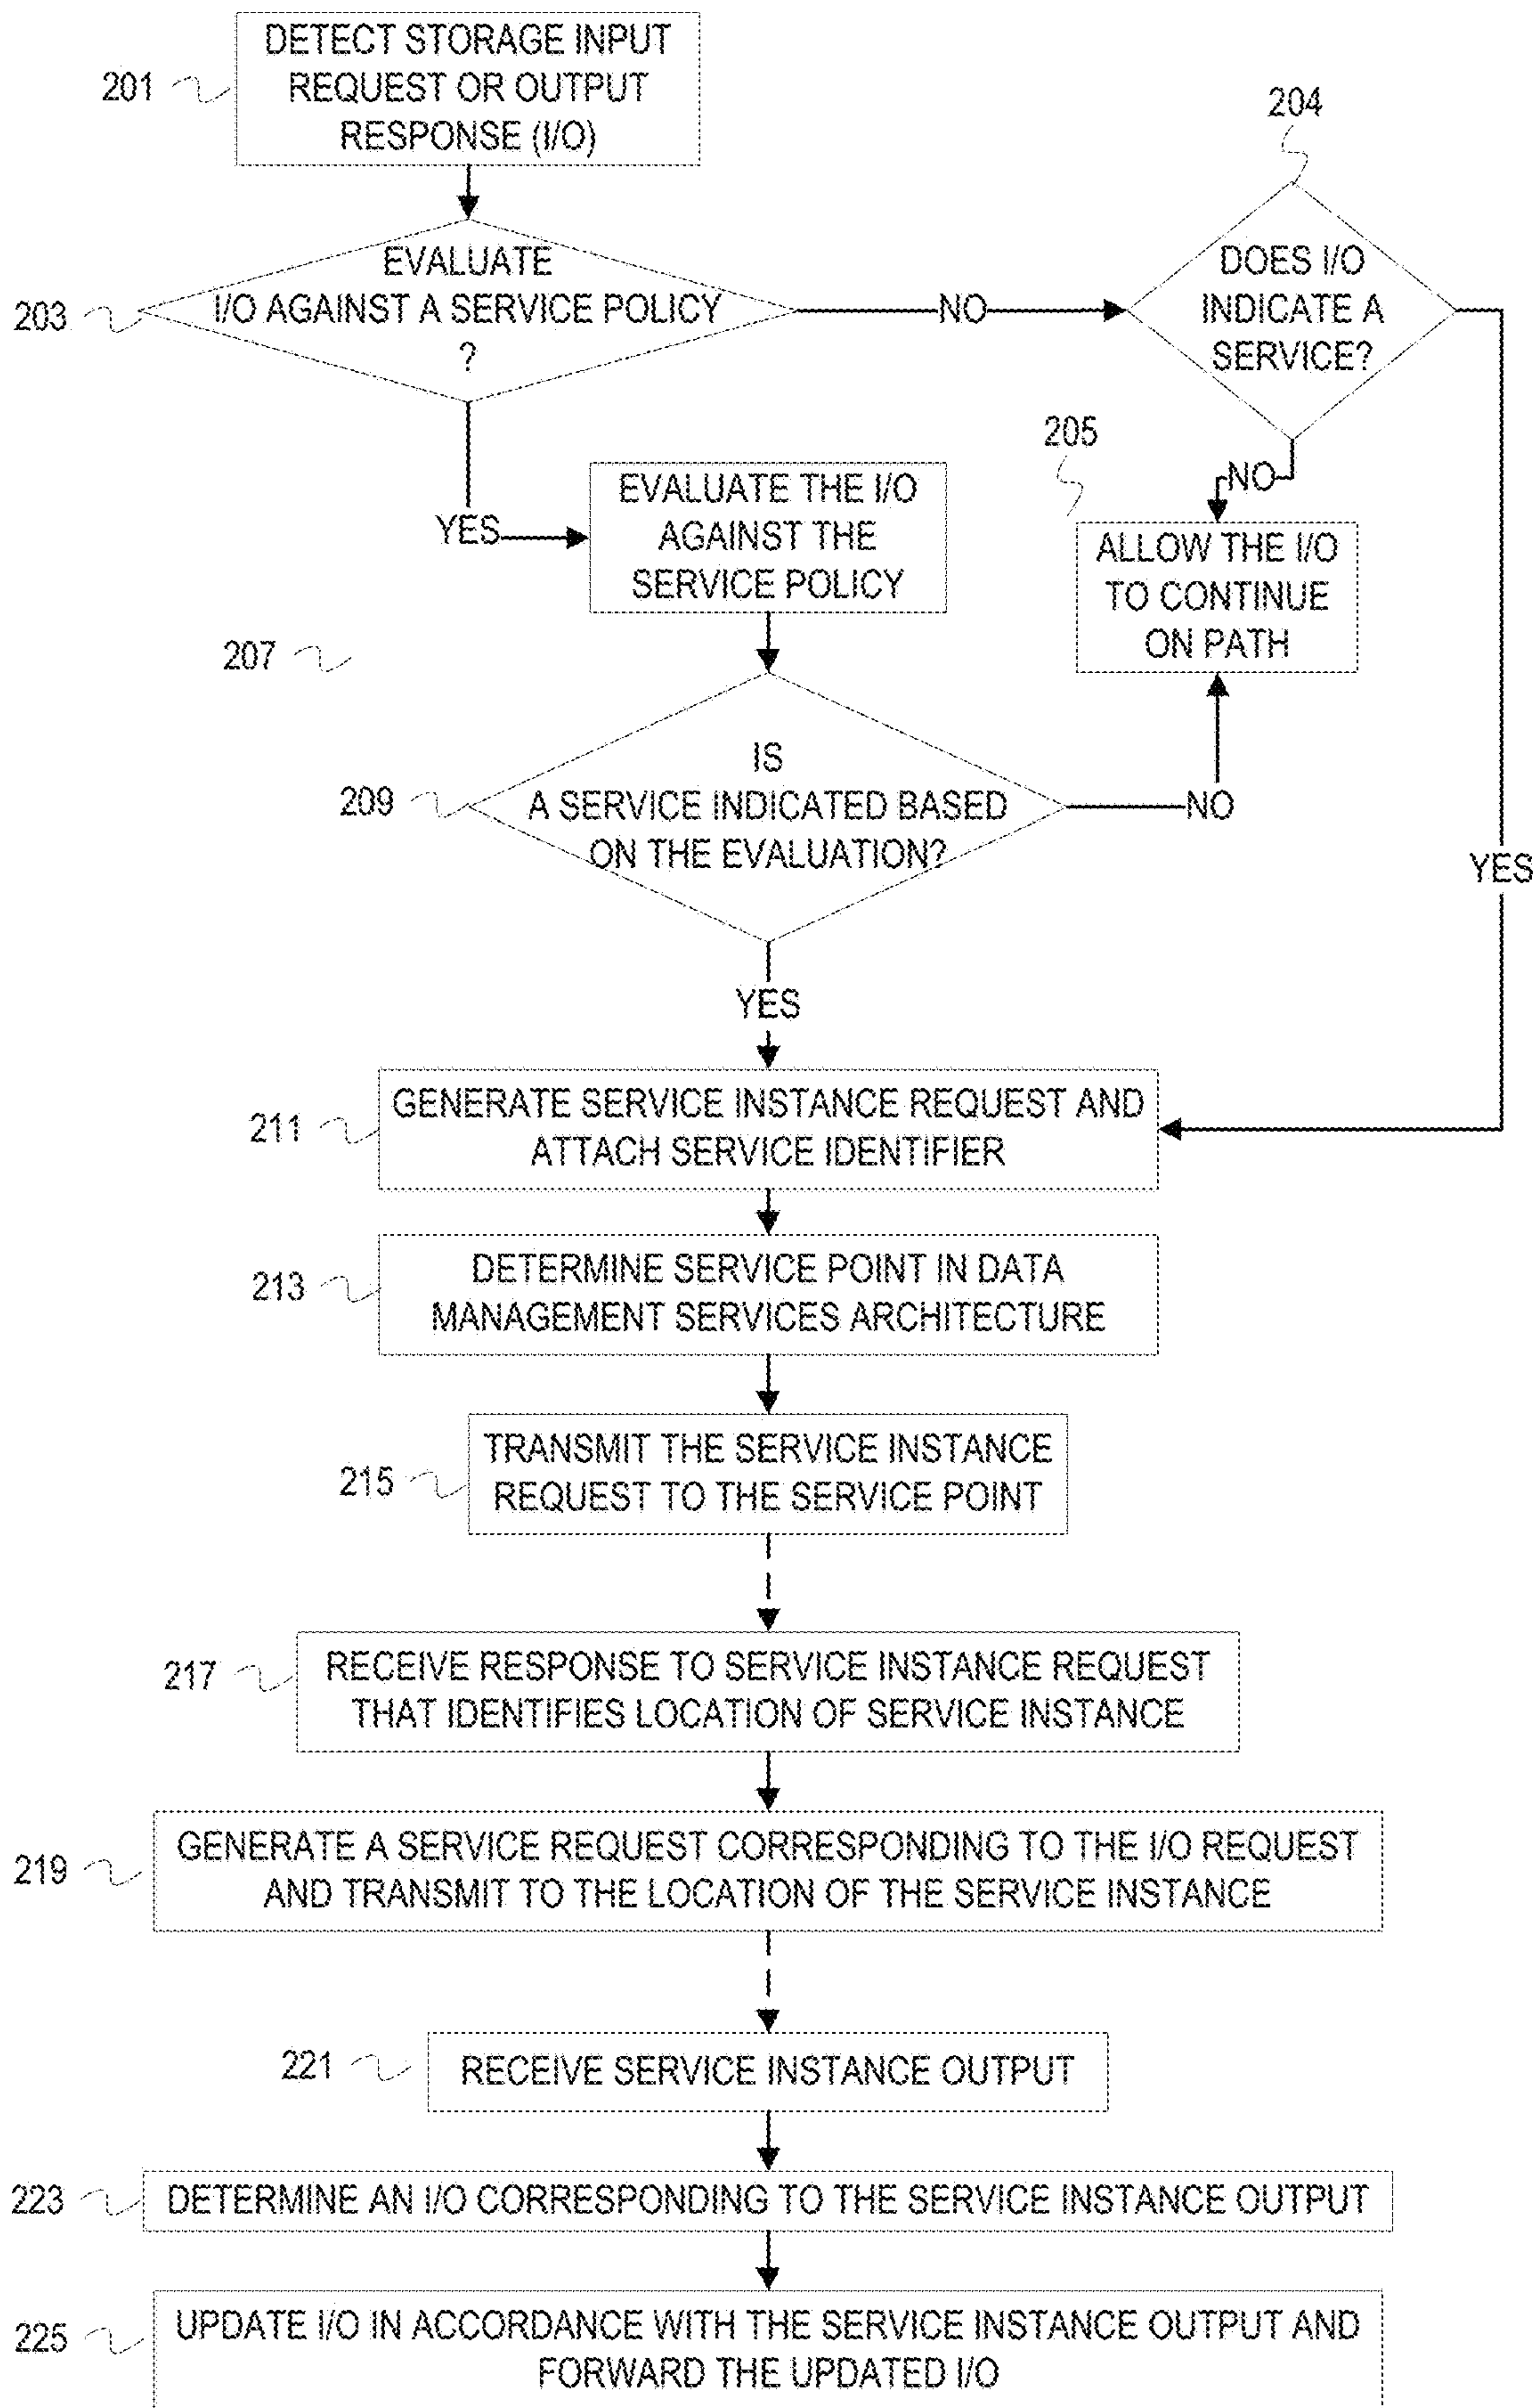 DETECT STORAGE INPUT
REQUEST OR OUTPUT
RESPONSE (I/O)
201
204
EVALUATE
I/O AGAINST A SERVICE POLICY
?
203
NO
DOES I/O
INDICATE A
SERVICE?
YES
EVALUATE THE I/O
AGAINST THE
SERVICE POLICY
205
NO
ALLOW THE I/O
TO CONTINUE
ON PATH
207
IS
A SERVICE INDICATED BASED
ON THE EVALUATION?
209
NO
YES
YES
GENERATE SERVICE INSTANCE REQUEST AND
ATTACH SERVICE IDENTIFIER
211
DETERMINE SERVICE POINT IN DATA
MANAGEMENT SERVICES ARCHITECTURE
213
TRANSMIT THE SERVICE INSTANCE
REQUEST TO THE SERVICE POINT
215
RECEIVE RESPONSE TO SERVICE INSTANCE REQUEST
THAT IDENTIFIES LOCATION OF SERVICE INSTANCE
217
GENERATE A SERVICE REQUEST CORRESPONDING TO THE I/O REQUEST
AND TRANSMIT TO THE LOCATION OF THE SERVICE INSTANCE
219
221
RECEIVE SERVICE INSTANCE OUTPUT
223
DETERMINE AN I/O CORRESPONDING TO THE SERVICE INSTANCE OUTPUT
UPDATE I/O IN ACCORDANCE WITH THE SERVICE INSTANCE OUTPUT AND
FORWARD THE UPDATED I/O
225